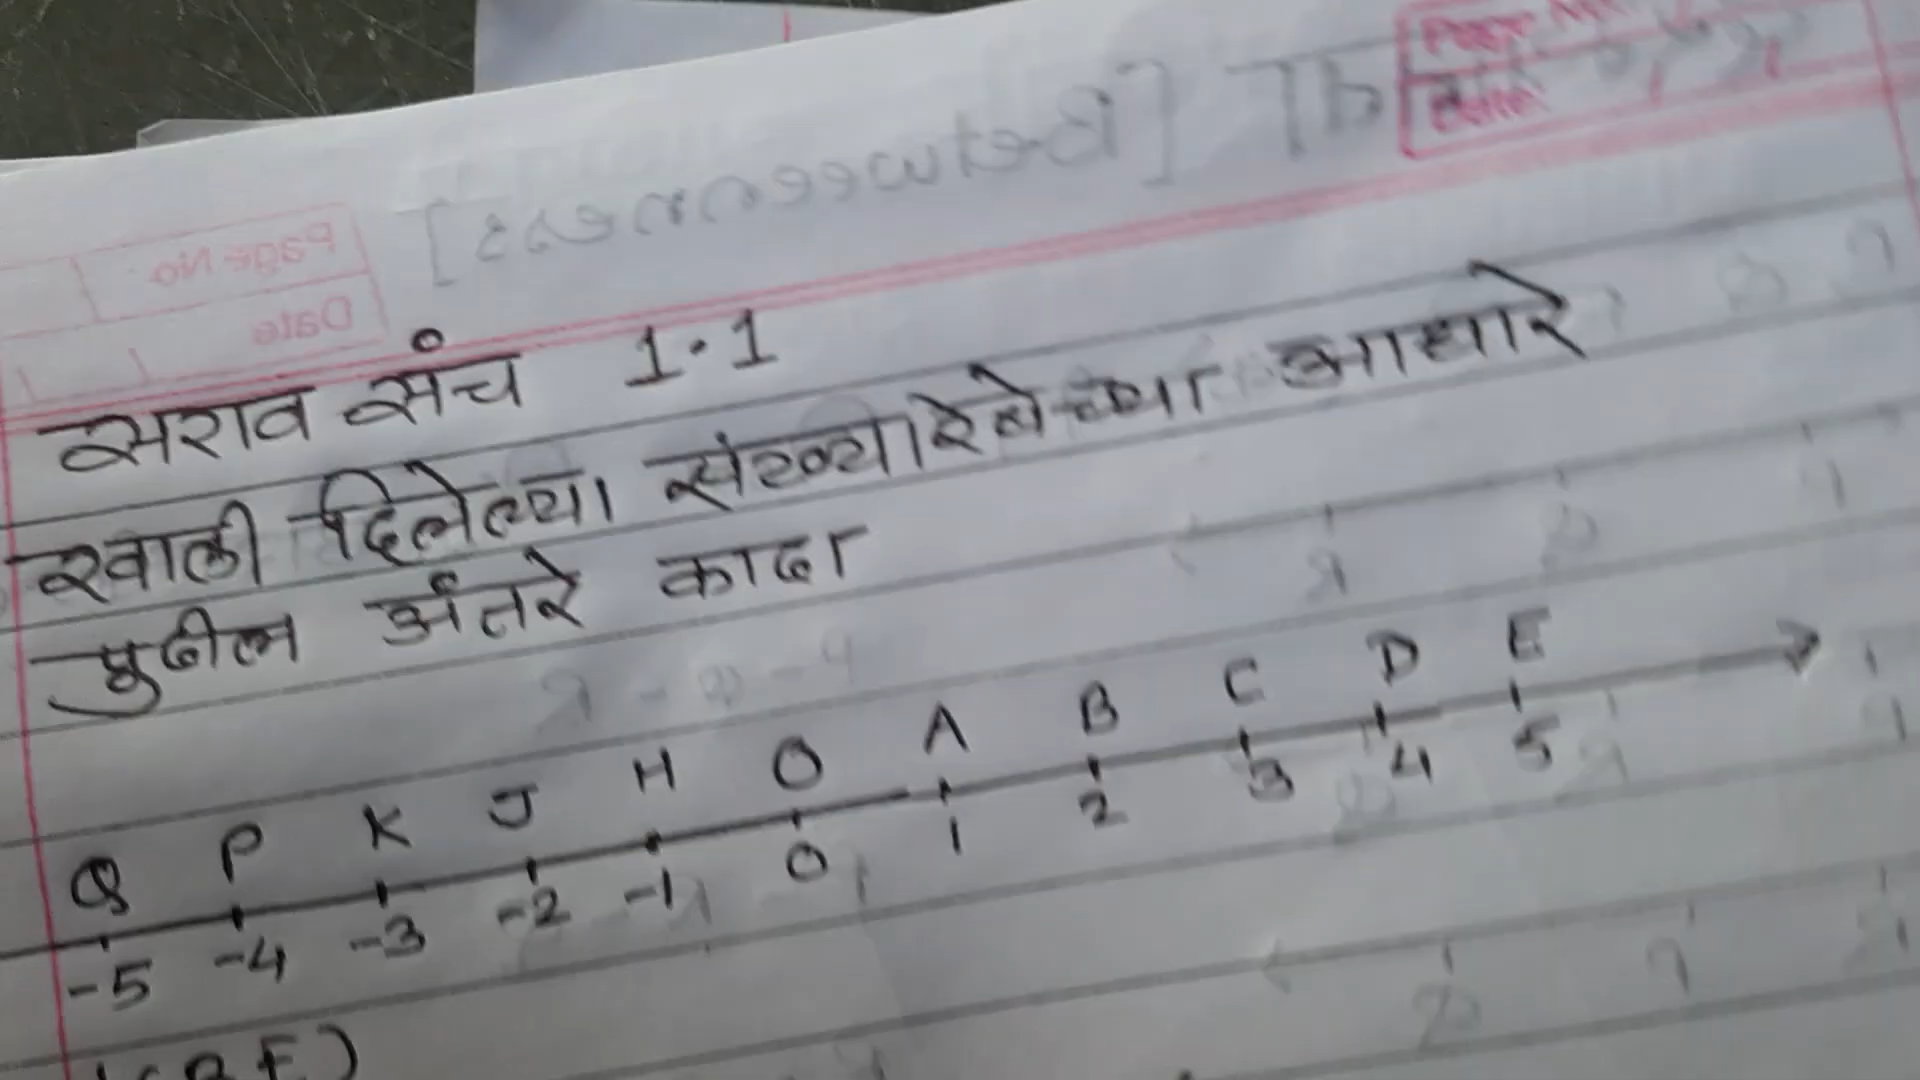 Page No.
Date
सराव संच 1.1
खाली दिलेल्या संख्यारेषेच्या आधारे
पुढील अंतरे काढा
Q P K J H O A B C D E
-5 -4 -3 -2 -1 0 1 2 3 4 5